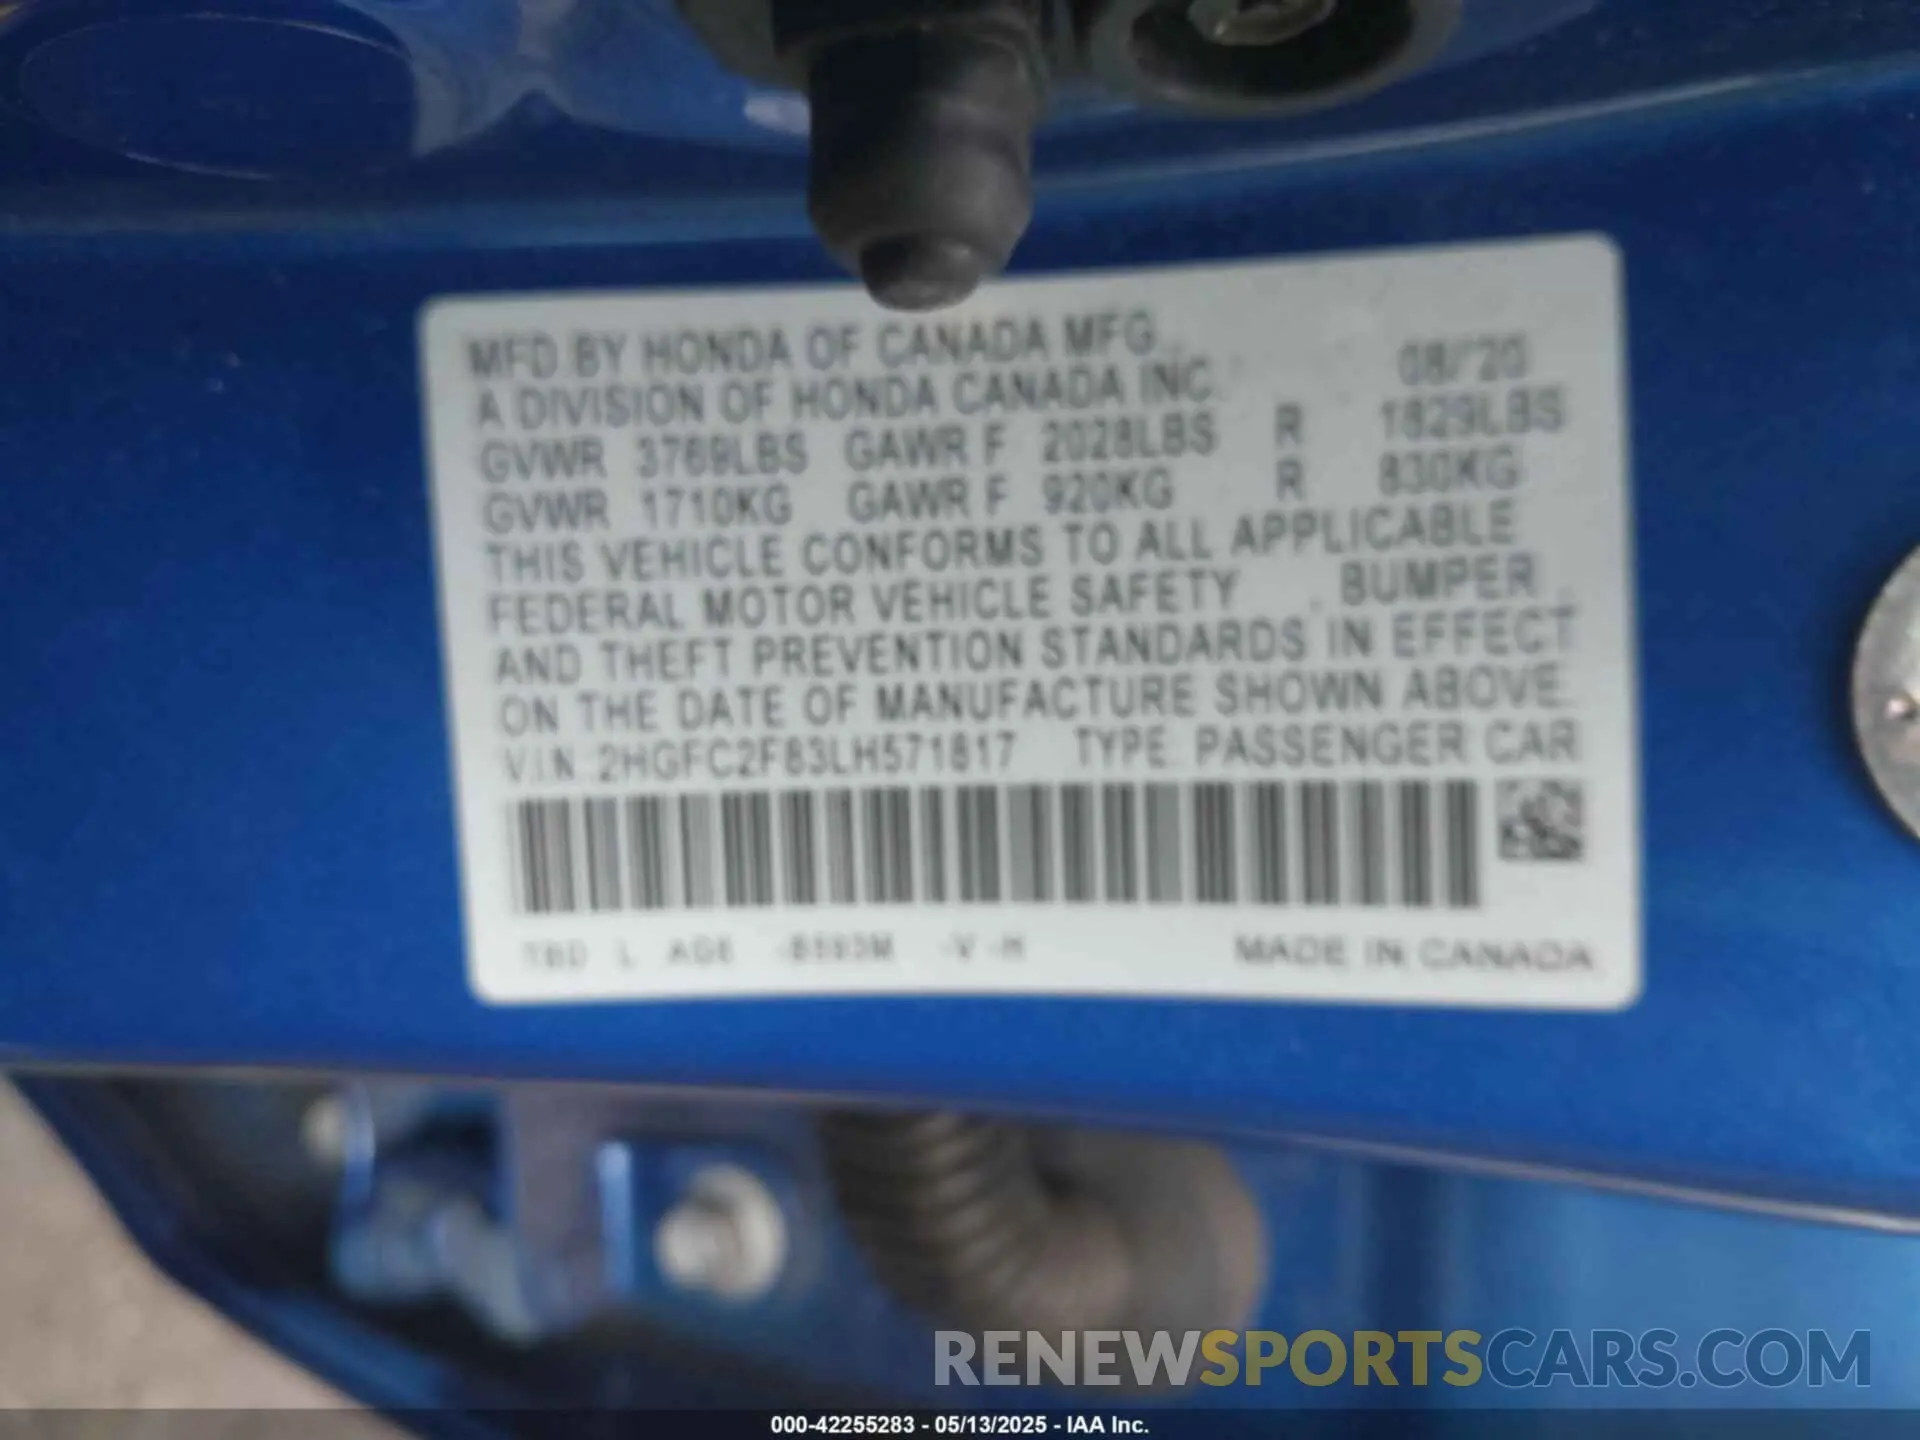 MFD BY HONDA OF CANADA MFG.
08/'20
A DIVISION OF HONDA CANADA INC.
GVWR 3769LBS GAWR F 2028LBS R 1829LBS
GVWR 1710KG GAWR F 920KG R 830KG
THIS VEHICLE CONFORMS TO ALL APPLICABLE
FEDERAL MOTOR VEHICLE SAFETY , BUMPER ,
AND THEFT PREVENTION STANDARDS IN EFFECT
ON THE DATE OF MANUFACTURE SHOWN ABOVE.
V.I.N. 2HGFC2F83LH571817 TYPE: PASSENGER CAR
TBD L AG6 -B593M -V -H MADE IN CANADA
RENEWSPORTSCARS.COM
000-42255283 - 05/13/2025 - IAA Inc.